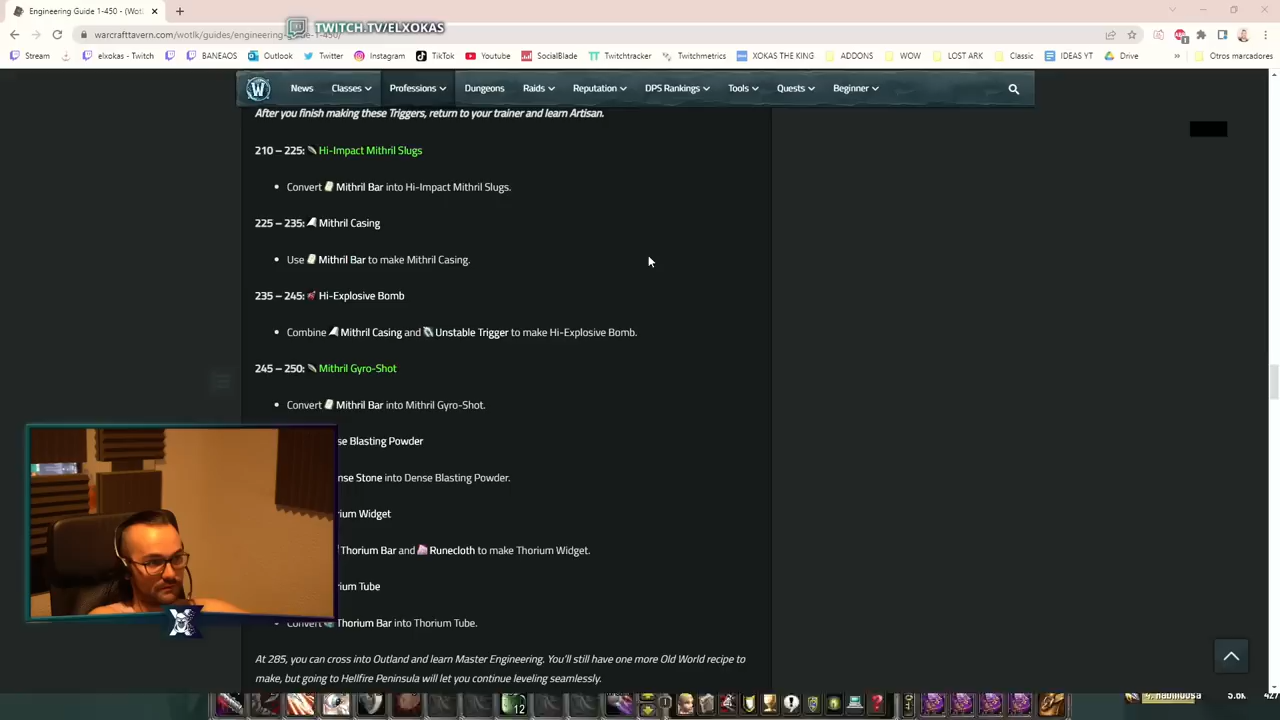 Engineering Guide 1-450 - (Wotl
TWITCH.TV/ELXOKAS
warcrafttavern.com/wotlk/guides/engineering-guide-1-450/
Stream
elxokas - Twitch
BANEAOS
Outlook
Twitter
Instagram
TikTok
Youtube
SocialBlade
Twitchtracker
Twitchmetrics
XOKAS THE KING
ADDONS
WOW
LOST ARK
Classic
IDEAS YT
Drive
Otros marcadores
News
Classes
Professions
Dungeons
Raids
Reputation
DPS Rankings
Tools
Quests
Beginner
After you finish making these Triggers, return to your trainer and learn Artisan.
210 – 225: Hi-Impact Mithril Slugs
Convert Mithril Bar into Hi-Impact Mithril Slugs.
225 – 235: Mithril Casing
Use Mithril Bar to make Mithril Casing.
235 – 245: Hi-Explosive Bomb
Combine Mithril Casing and Unstable Trigger to make Hi-Explosive Bomb.
245 – 250: Mithril Gyro-Shot
Convert Mithril Bar into Mithril Gyro-Shot.
se Blasting Powder
nse Stone into Dense Blasting Powder.
rium Widget
Thorium Bar and Runecloth to make Thorium Widget.
rium Tube
Convert Thorium Bar into Thorium Tube.
At 285, you can cross into Outland and learn Master Engineering. You'll still have one more Old World recipe to
make, but going to Hellfire Peninsula will let you continue leveling seamlessly.
12